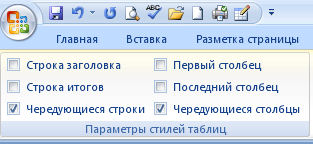 ABC
Главная Вставка Разметка страницы
Строка заголовка Первый столбец
Строка итогов Последний столбец
Чередующиеся строки Чередующиеся столбцы
Параметры стилей таблиц